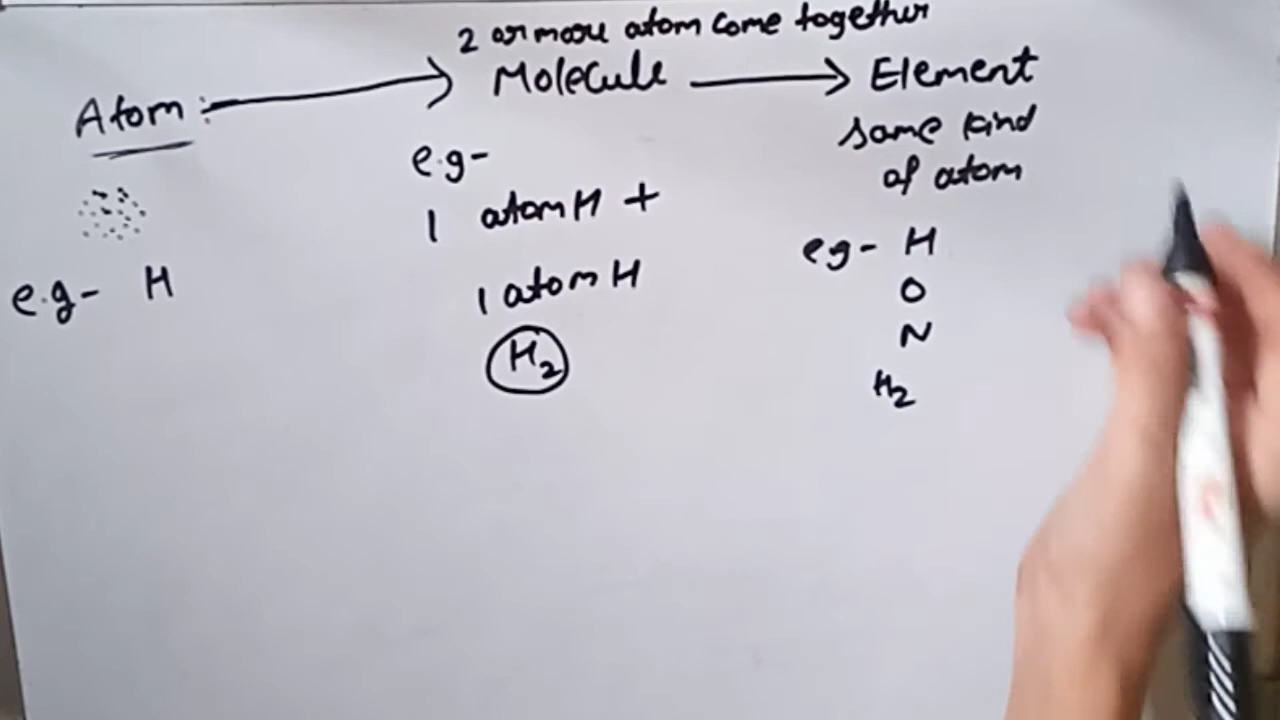 2 or more atom come together
Atom : Molecule Element
same kind
of atom
e.g-
1 atom H +
1 atom H
H2
e.g- H
eg- H
O
N
H2